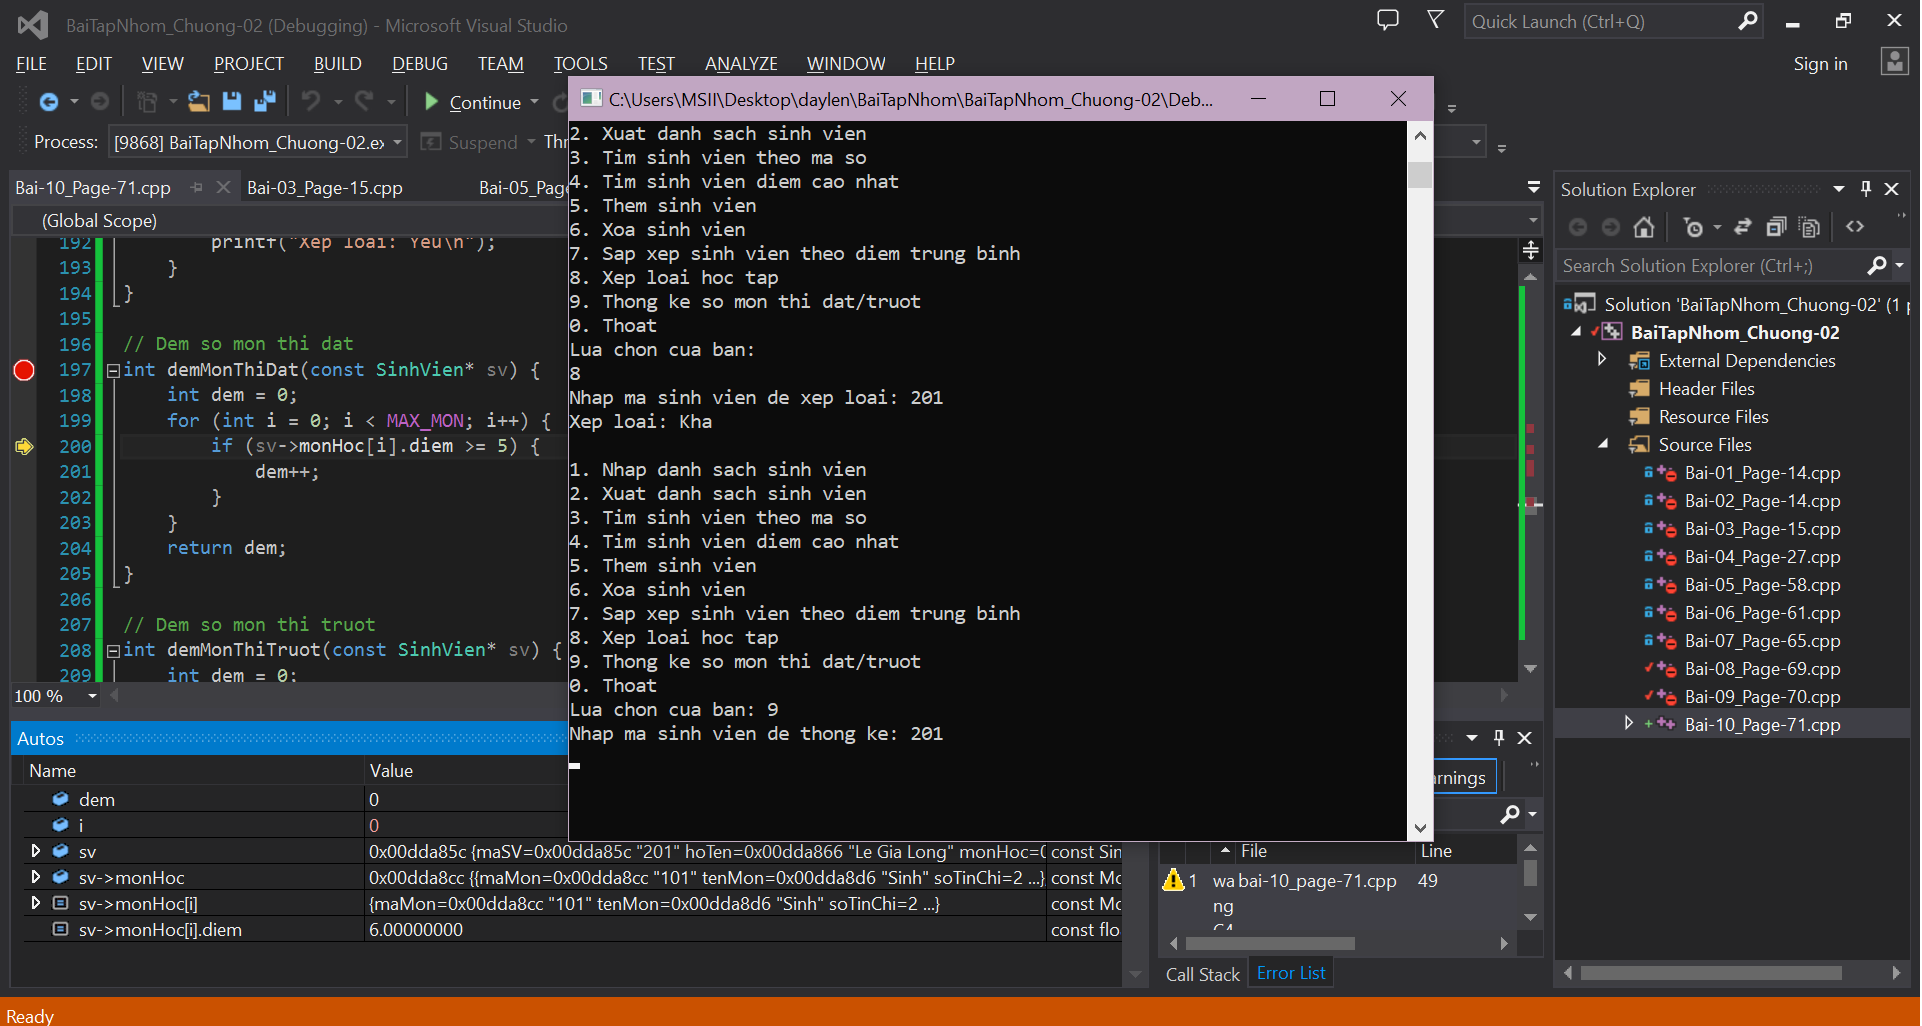 BaiTapNhom_Chuong-02 (Debugging) - Microsoft Visual Studio
Quick Launch (Ctrl+Q)
FILE EDIT VIEW PROJECT BUILD DEBUG TEAM TOOLS TEST ANALYZE WINDOW HELP
Sign in
Continue
Process: [9868] BaiTapNhom_Chuong-02.ex Suspend Thr
Bai-10_Page-71.cpp Bai-03_Page-15.cpp Bai-05_Page
(Global Scope)
192 printf("Xep loai: Yeu\n");
193 }
194 }
195
196 // Dem so mon thi dat
197 int demMonThiDat(const SinhVien* sv) {
198 int dem = 0;
199 for (int i = 0; i < MAX_MON; i++) {
200 if (sv->monHoc[i].diem >= 5) {
201 dem++;
202 }
203 }
204 return dem;
205 }
206
207 // Dem so mon thi truot
208 int demMonThiTruot(const SinhVien* sv) {
209 int dem = 0;
100 %
C:\Users\MSII\Desktop\daylen\BaiTapNhom\BaiTapNhom_Chuong-02\Deb...
2. Xuat danh sach sinh vien
3. Tim sinh vien theo ma so
4. Tim sinh vien diem cao nhat
5. Them sinh vien
6. Xoa sinh vien
7. Sap xep sinh vien theo diem trung binh
8. Xep loai hoc tap
9. Thong ke so mon thi dat/truot
0. Thoat
Lua chon cua ban:
8
Nhap ma sinh vien de xep loai: 201
Xep loai: Kha
1. Nhap danh sach sinh vien
2. Xuat danh sach sinh vien
3. Tim sinh vien theo ma so
4. Tim sinh vien diem cao nhat
5. Them sinh vien
6. Xoa sinh vien
7. Sap xep sinh vien theo diem trung binh
8. Xep loai hoc tap
9. Thong ke so mon thi dat/truot
0. Thoat
Lua chon cua ban: 9
Nhap ma sinh vien de thong ke: 201
Solution Explorer
Search Solution Explorer (Ctrl+;)
Solution 'BaiTapNhom_Chuong-02' (1 p
BaiTapNhom_Chuong-02
External Dependencies
Header Files
Resource Files
Source Files
Bai-01_Page-14.cpp
Bai-02_Page-14.cpp
Bai-03_Page-15.cpp
Bai-04_Page-27.cpp
Bai-05_Page-58.cpp
Bai-06_Page-61.cpp
Bai-07_Page-65.cpp
Bai-08_Page-69.cpp
Bai-09_Page-70.cpp
Bai-10_Page-71.cpp
Autos
Name Value
dem 0
i 0
sv 0x00dda85c {maSV=0x00dda85c "201" hoTen=0x00dda866 "Le Gia Long" monHoc=0 const Sin
sv->monHoc 0x00dda8cc {{maMon=0x00dda8cc "101" tenMon=0x00dda8d6 "Sinh" soTinChi=2 ...} const Mo
sv->monHoc[i] {maMon=0x00dda8cc "101" tenMon=0x00dda8d6 "Sinh" soTinChi=2 ...} const Mo
sv->monHoc[i].diem 6.00000000 const flo
arnings
File Line
1 wa bai-10_page-71.cpp 49
ng
C4
Call Stack Error List
Ready